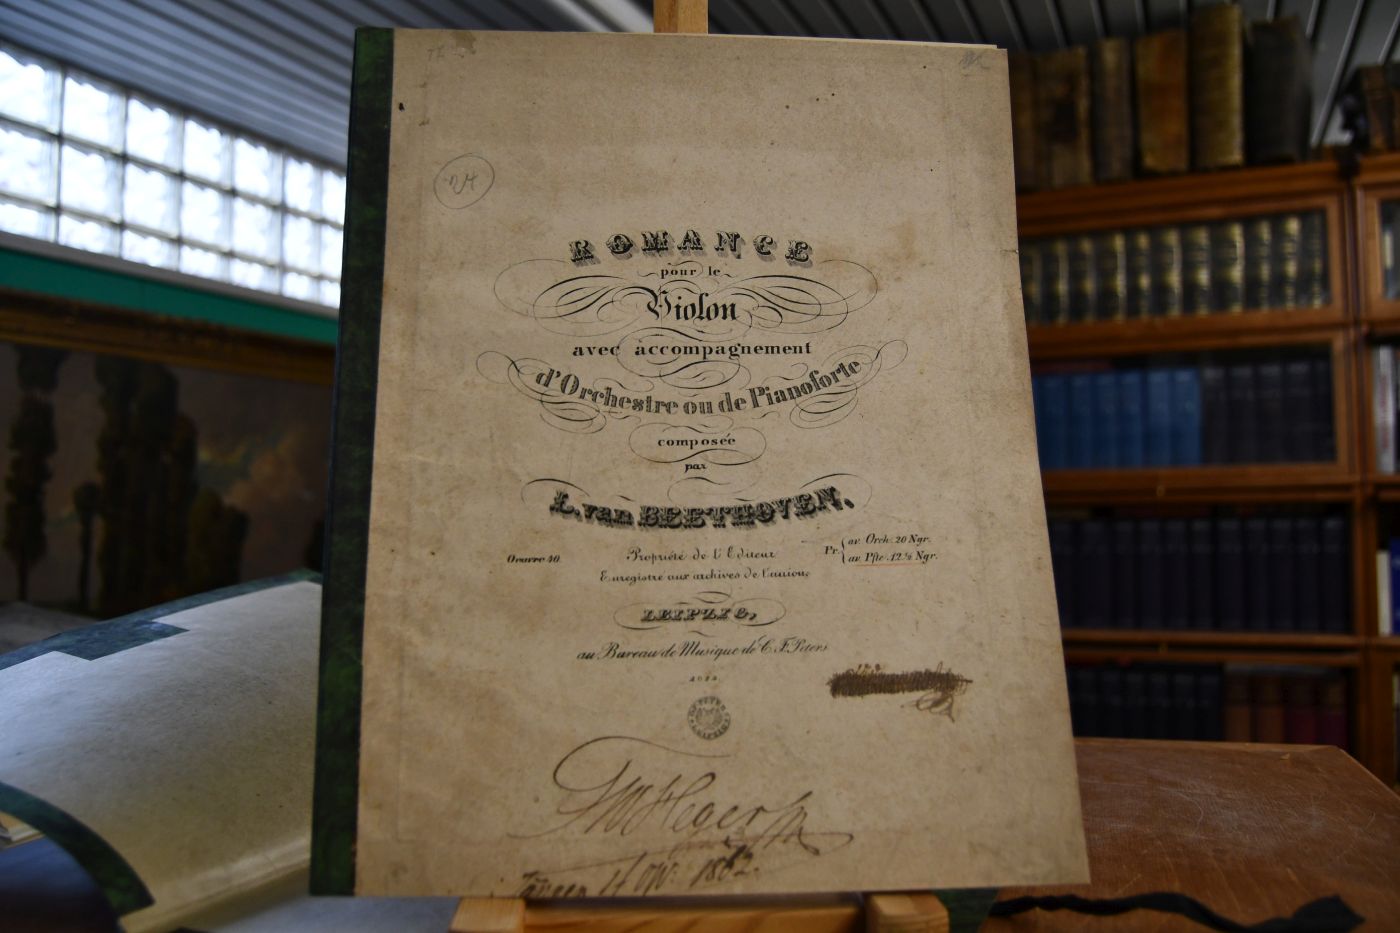 24
ROMANCE
pour le
Violon
avec accompagnement
d'Orchestre ou de Pianoforte
composée
par
L. van BEETHOVEN.
Oeuvre 40.
Propriété de l'Editeur
Pr. av. Orch. 20 Ngr.
av. Pfte. 12½ Ngr.
Enregistré aux archives de l'union.
LEIPZIG,
au Bureau de Musique de C. F. Peters
1862.